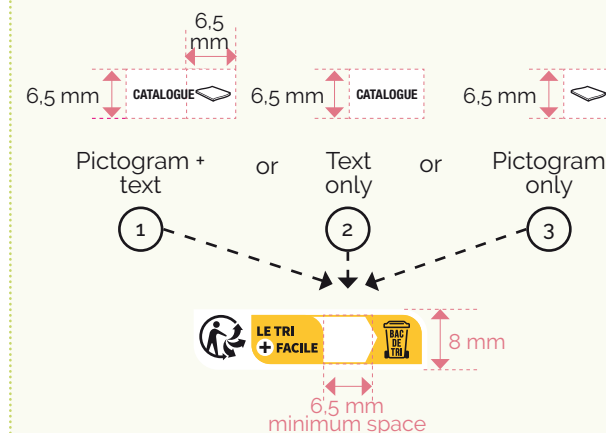 6,5
mm
6,5 mm
CATALOGUE
6,5 mm
CATALOGUE
6,5 mm
Pictogram +
text
or
Text
only
or
Pictogram
only
1
2
3
LE TRI
+ FACILE
BAC
DE
TRI
8 mm
6,5 mm
minimum space